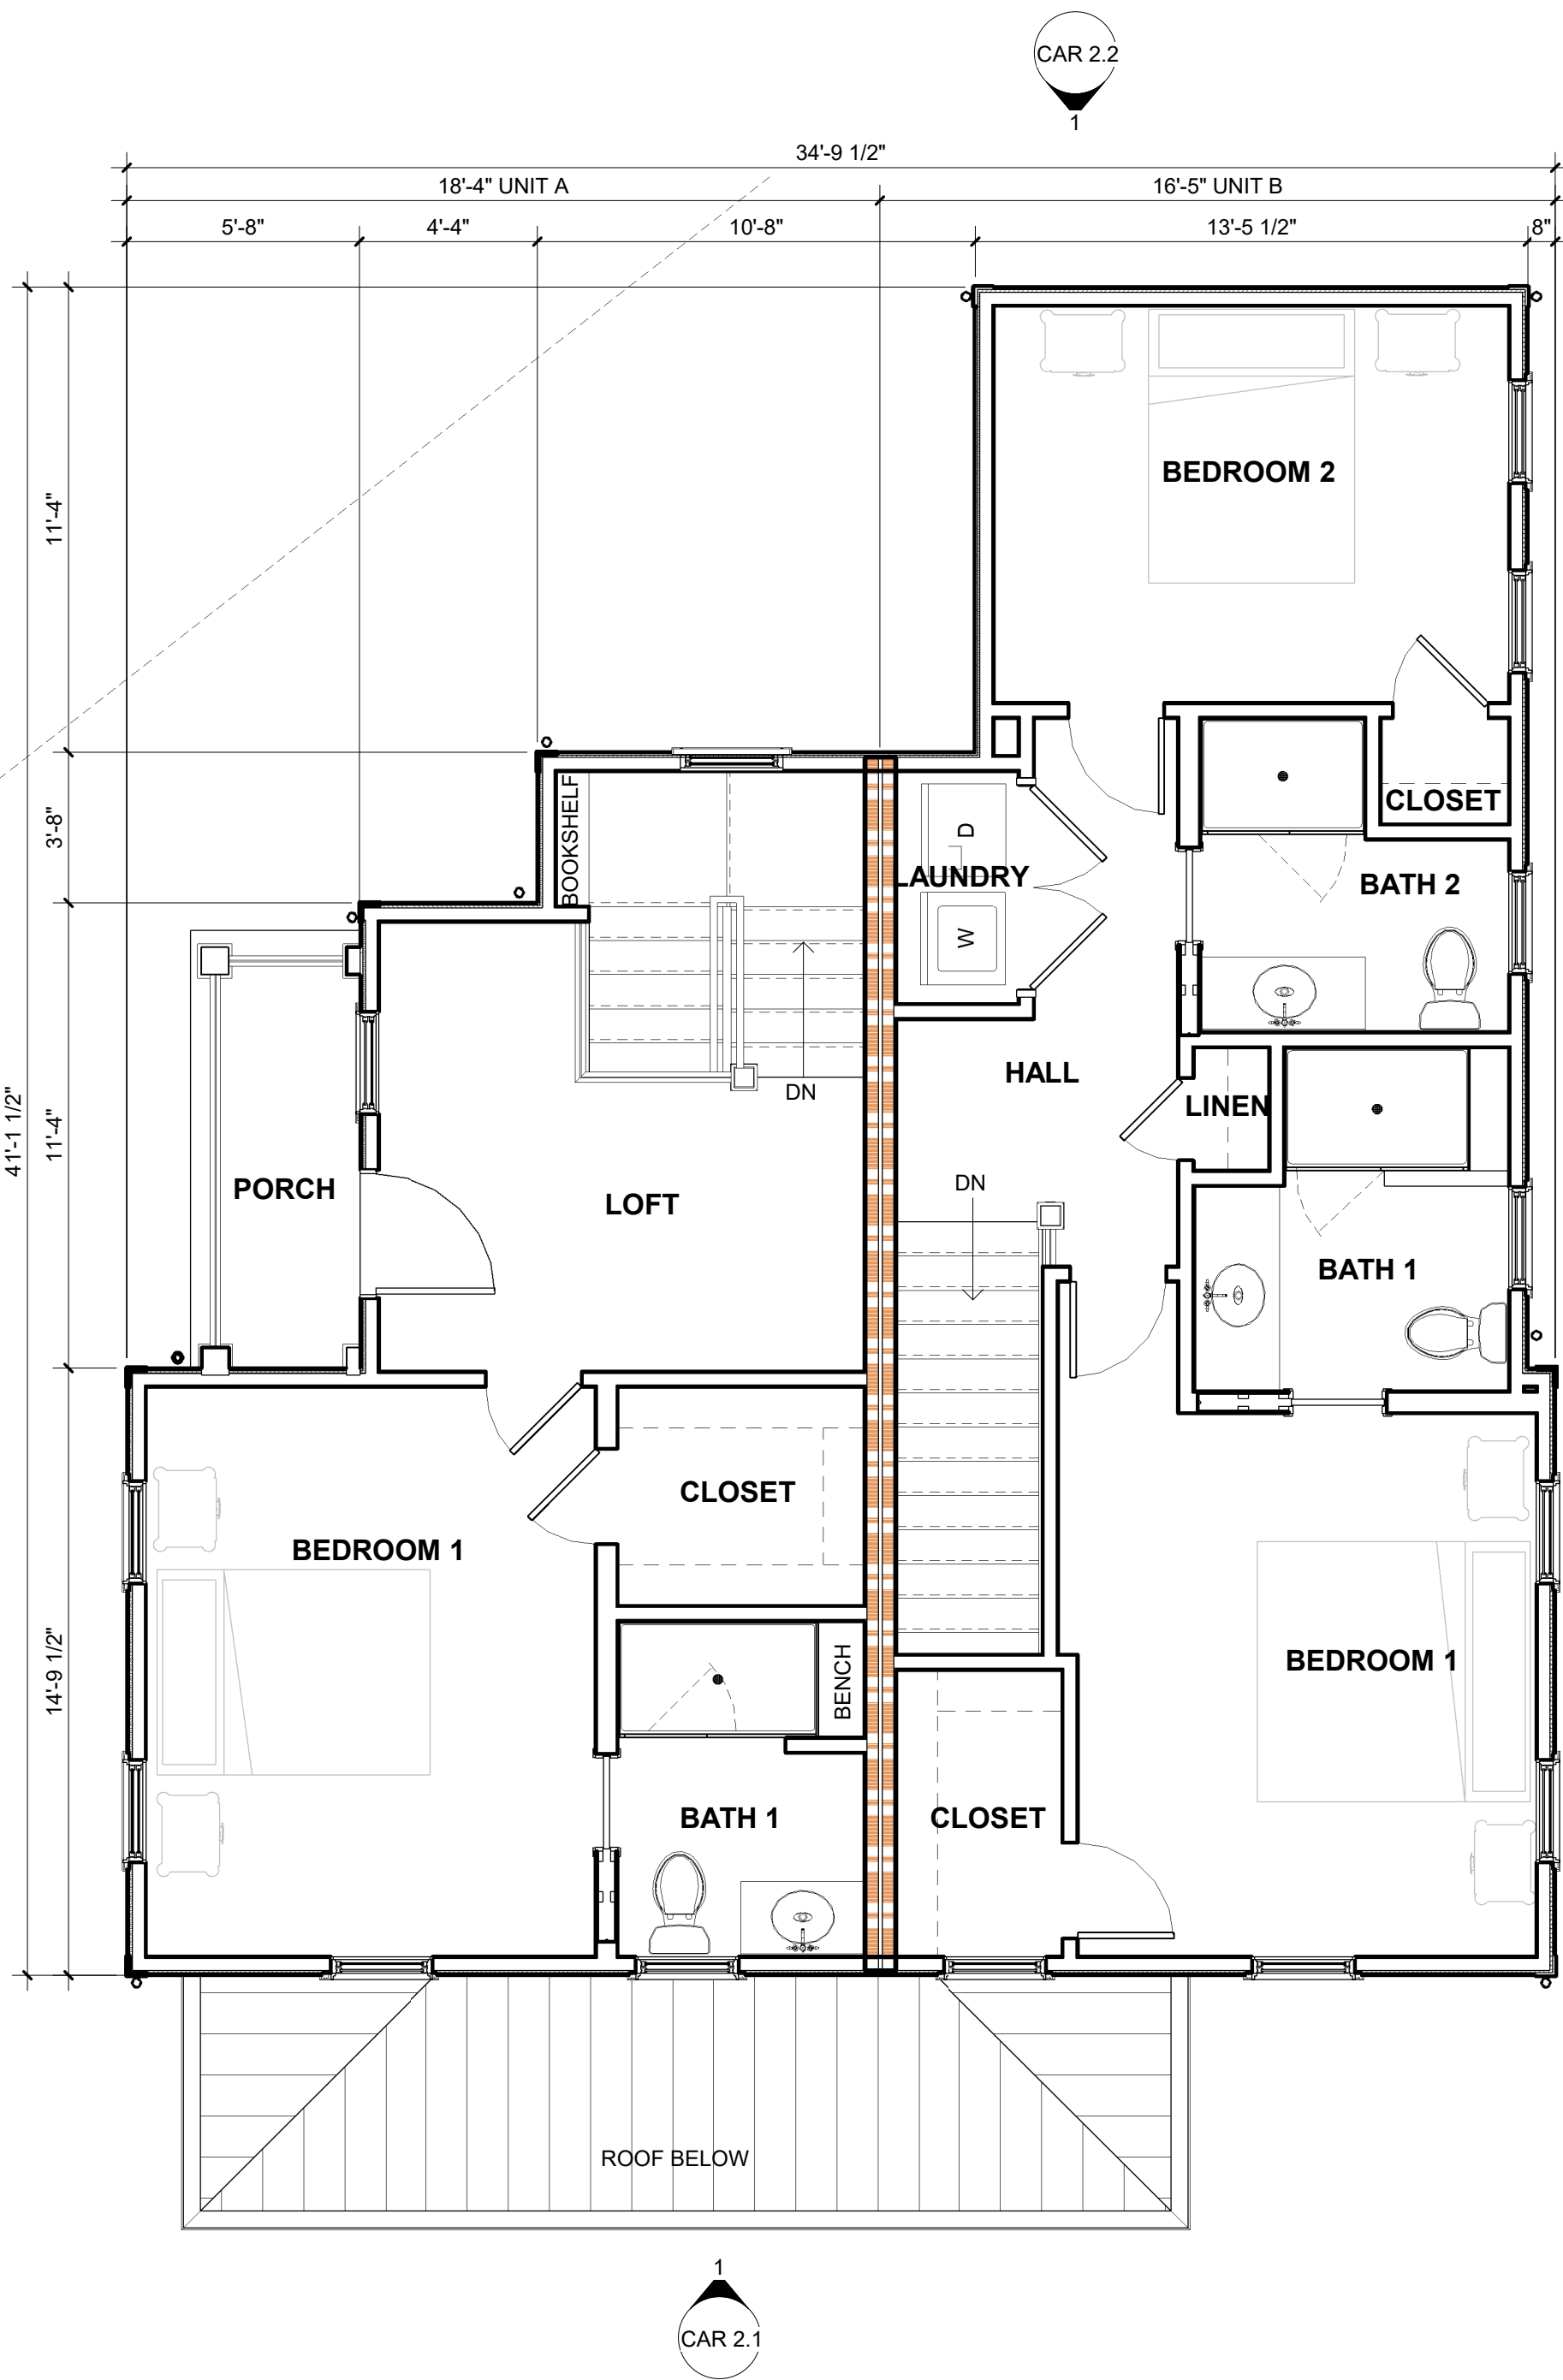 CAR 2.2
1
34'-9 1/2"
18'-4" UNIT A
16'-5" UNIT B
5'-8"
4'-4"
10'-8"
13'-5 1/2"
8"
BEDROOM 2
11'-4"
BOOKSHELF
CLOSET
D
3'-8"
LAUNDRY
BATH 2
W
HALL
DN
LINEN
41'-1 1/2"
11'-4"
PORCH
DN
LOFT
BATH 1
CLOSET
BEDROOM 1
BENCH
14'-9 1/2"
BEDROOM 1
BATH 1
CLOSET
ROOF BELOW
1
CAR 2.1